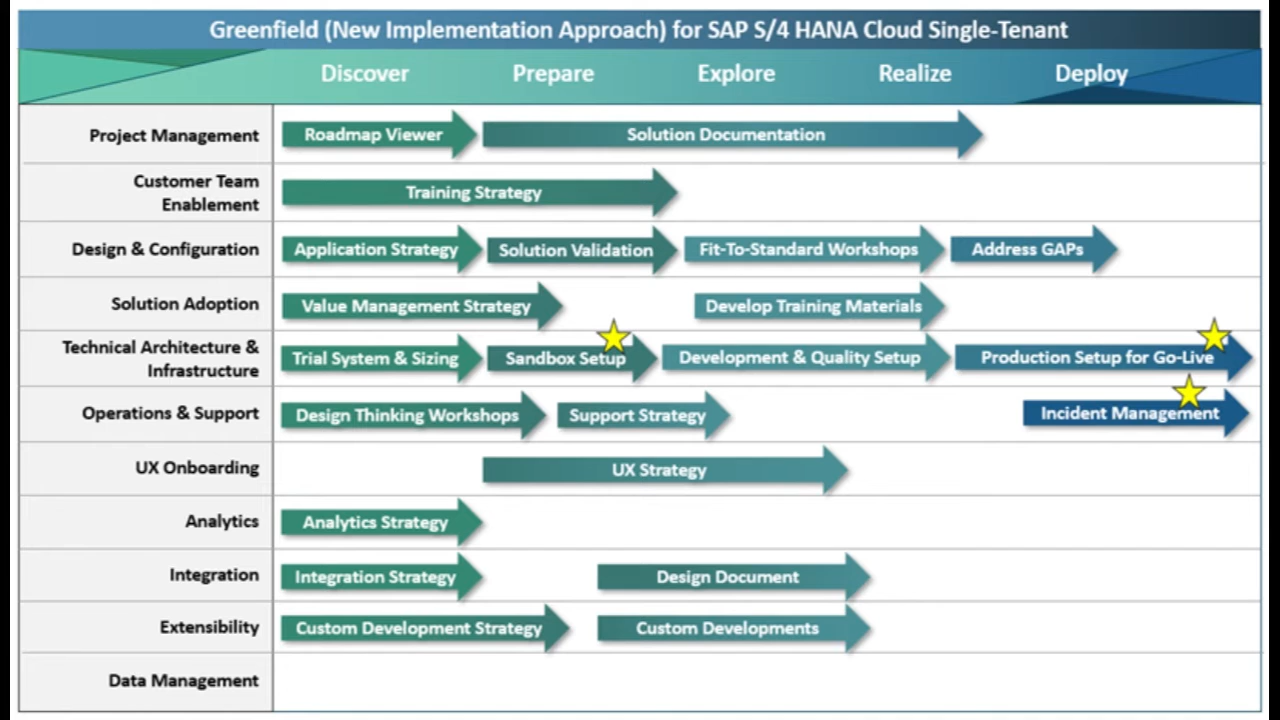 Greenfield (New Implementation Approach) for SAP S/4 HANA Cloud Single-Tenant
Discover Prepare Explore Realize Deploy
Project Management Roadmap Viewer Solution Documentation
Customer Team
Enablement
Training Strategy
Design & Configuration Application Strategy Solution Validation Fit-To-Standard Workshops Address GAPs
Solution Adoption Value Management Strategy Develop Training Materials
Technical Architecture &
Infrastructure
Trial System & Sizing Sandbox Setup Development & Quality Setup Production Setup for Go-Live
Operations & Support Design Thinking Workshops Support Strategy Incident Management
UX Onboarding UX Strategy
Analytics Analytics Strategy
Integration Integration Strategy Design Document
Extensibility Custom Development Strategy Custom Developments
Data Management